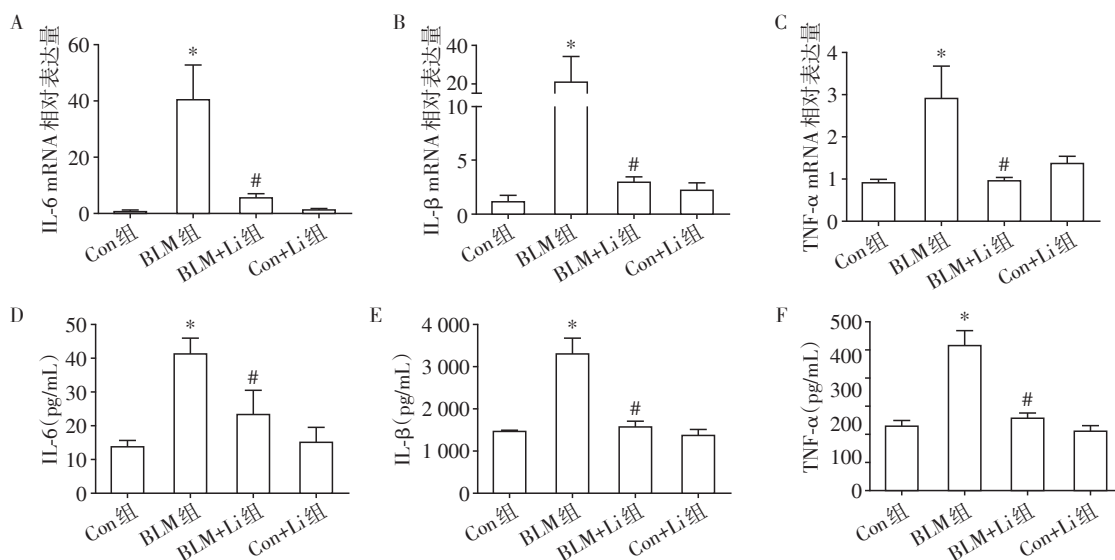 A
IL-6 mRNA 相对表达量
60
40
20
0
*
#
Con组
BLM组
BLM+Li组
Con+Li组
B
IL-β mRNA 相对表达量
40
20
10
5
0
*
#
Con组
BLM组
BLM+Li组
Con+Li组
C
TNF-α mRNA 相对表达量
4
3
2
1
0
*
#
Con组
BLM组
BLM+Li组
Con+Li组
D
IL-6(pg/mL)
50
40
30
20
10
0
*
#
Con组
BLM组
BLM+Li组
Con+Li组
E
IL-β(pg/mL)
4 000
3 000
2 000
1 000
0
*
#
Con组
BLM组
BLM+Li组
Con+Li组
F
TNF-α(pg/mL)
500
400
300
200
200
100
0
*
#
Con组
BLM组
BLM+Li组
Con+Li组